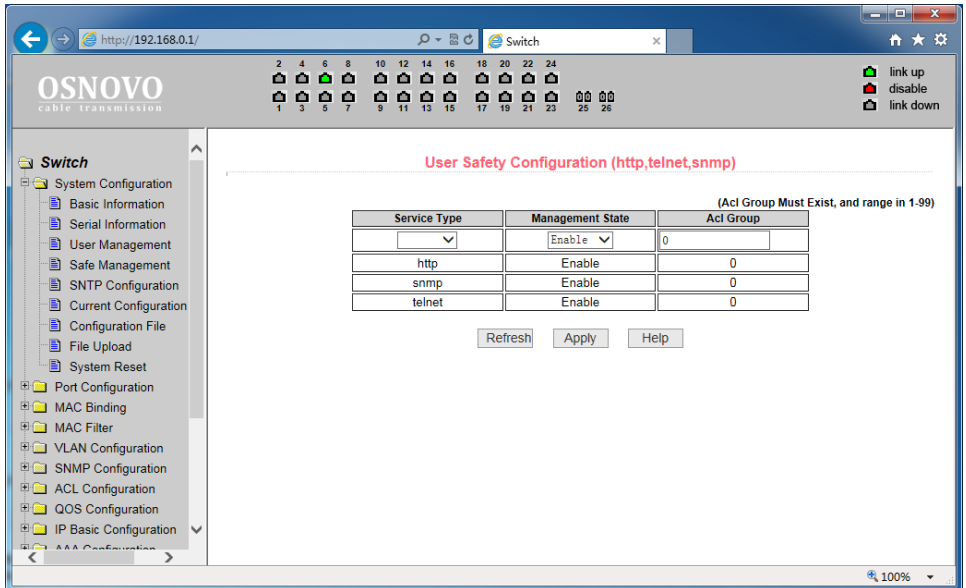 http://192.168.0.1/
Switch
OSNOVO
cable transmission
2 4 6 8 10 12 14 16 18 20 22 24
1 3 5 7 9 11 13 15 17 19 21 23 25 26
link up
disable
link down
Switch
System Configuration
Basic Information
Serial Information
User Management
Safe Management
SNTP Configuration
Current Configuration
Configuration File
File Upload
System Reset
Port Configuration
MAC Binding
MAC Filter
VLAN Configuration
SNMP Configuration
ACL Configuration
QOS Configuration
IP Basic Configuration
AAA Configuration
User Safety Configuration (http,telnet,snmp)
(Acl Group Must Exist, and range in 1-99)
Service Type Management State Acl Group
Enable 0
http Enable 0
snmp Enable 0
telnet Enable 0
Refresh Apply Help
100%